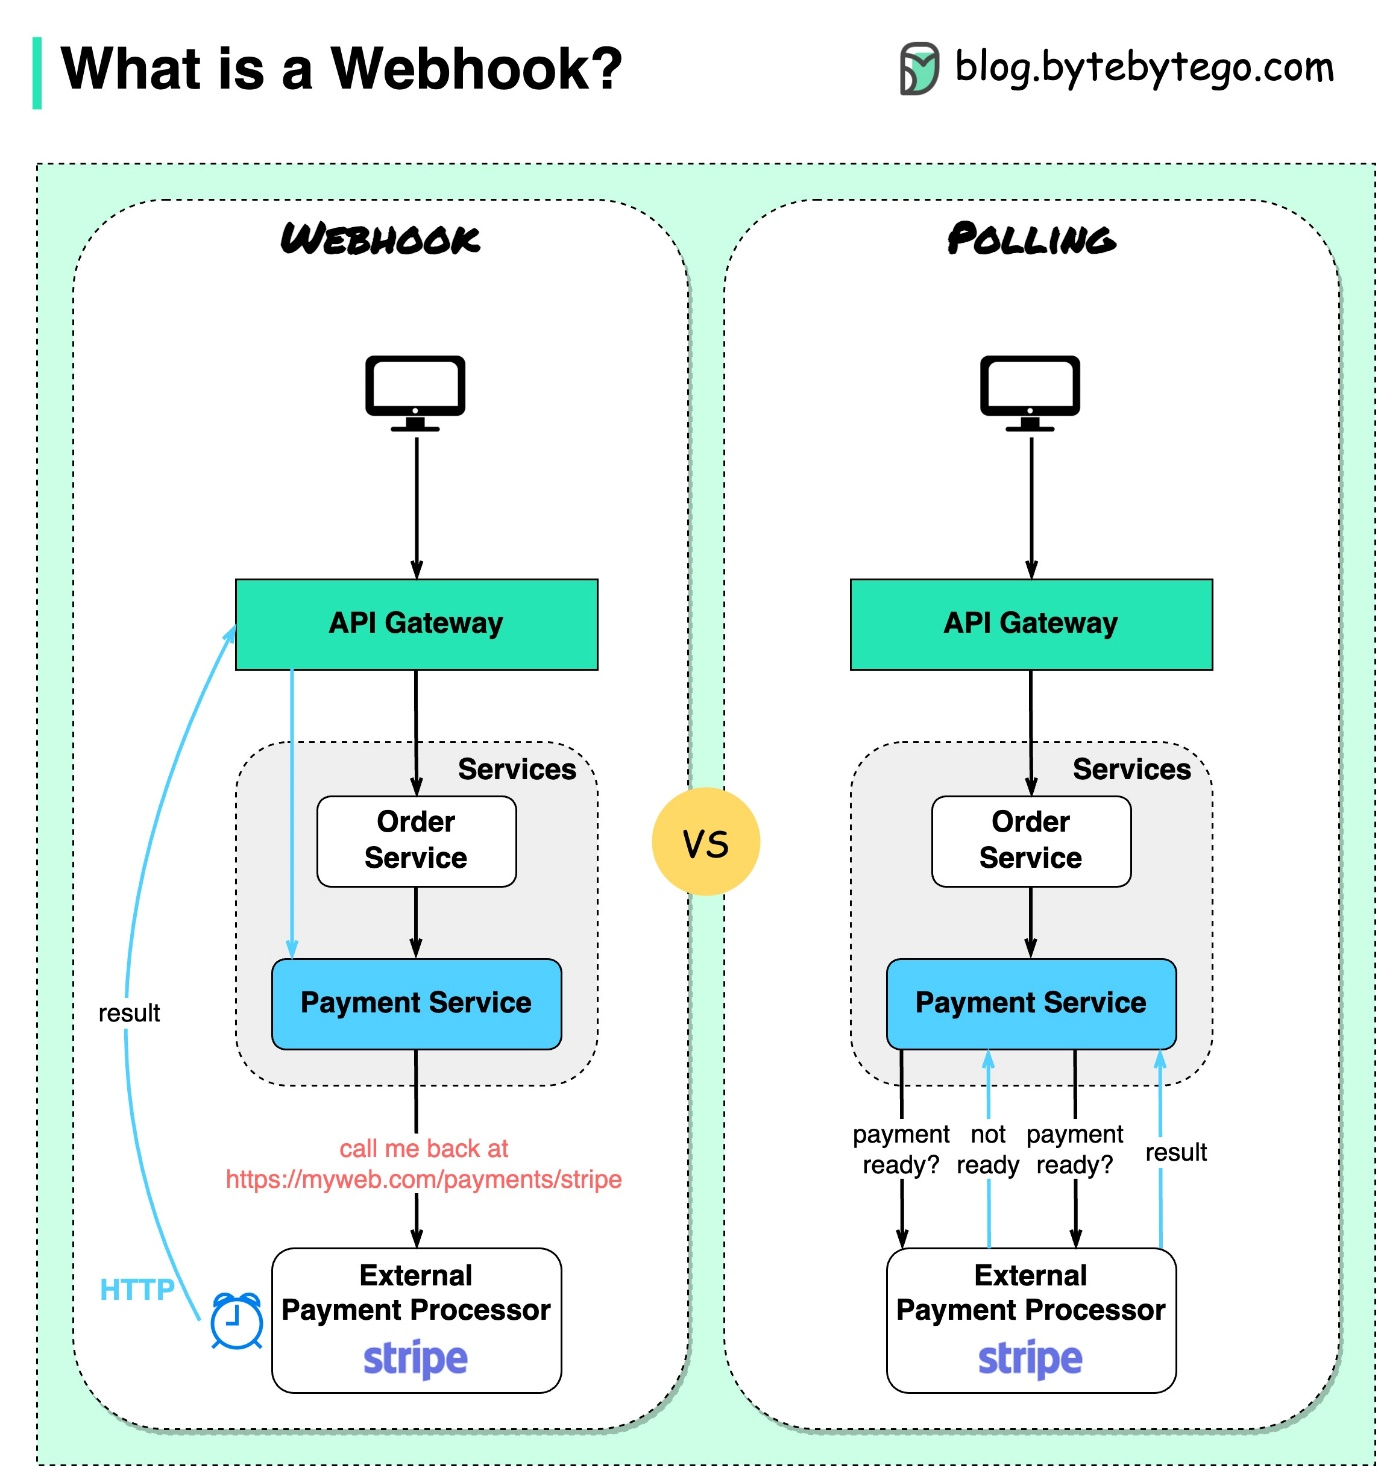 What is a Webhook?
blog.bytebytego.com
WEBHOOK
API Gateway
Services
Order
Service
Payment Service
result
call me back at
https://myweb.com/payments/stripe
HTTP
External
Payment Processor
stripe
VS
POLLING
API Gateway
Services
Order
Service
Payment Service
payment
ready?
not
ready
payment
ready?
result
External
Payment Processor
stripe